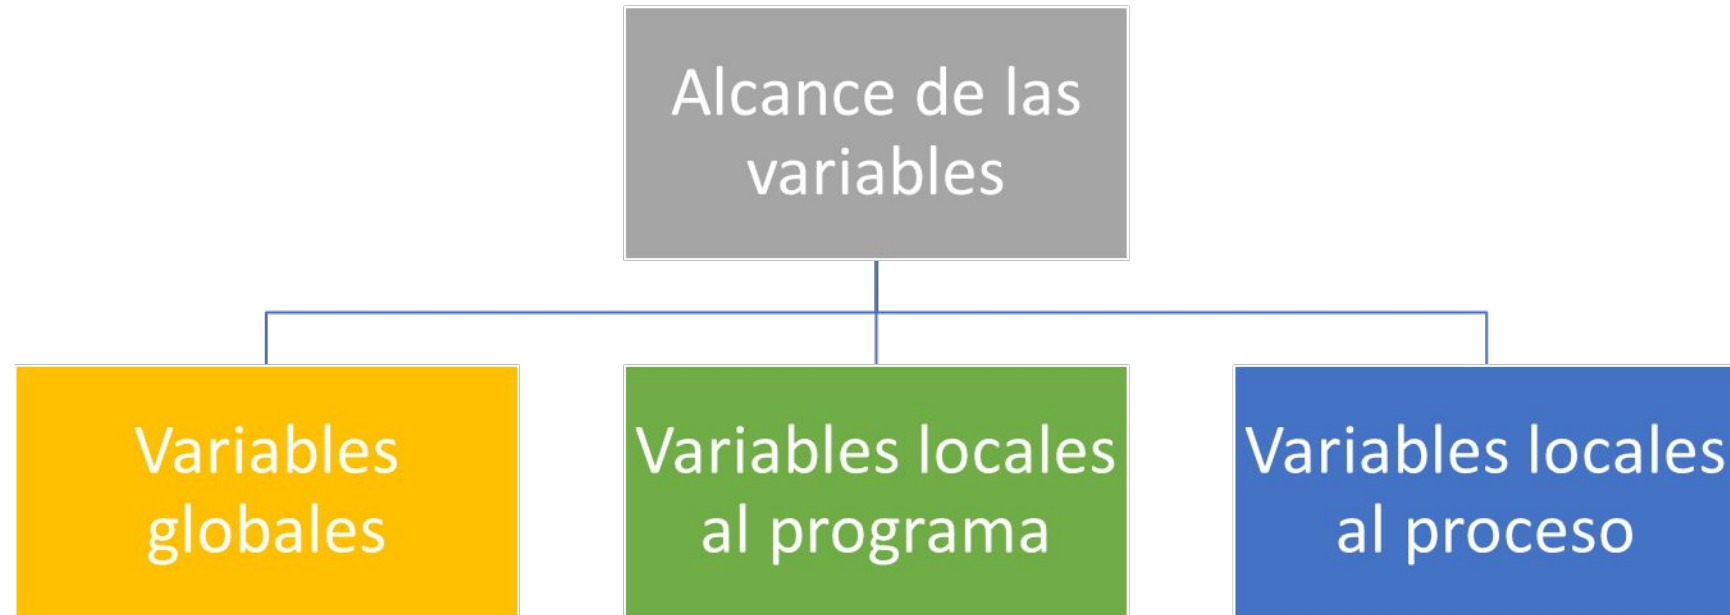 Alcance de las
variables
Variables
globales
Variables locales
al programa
Variables locales
al proceso